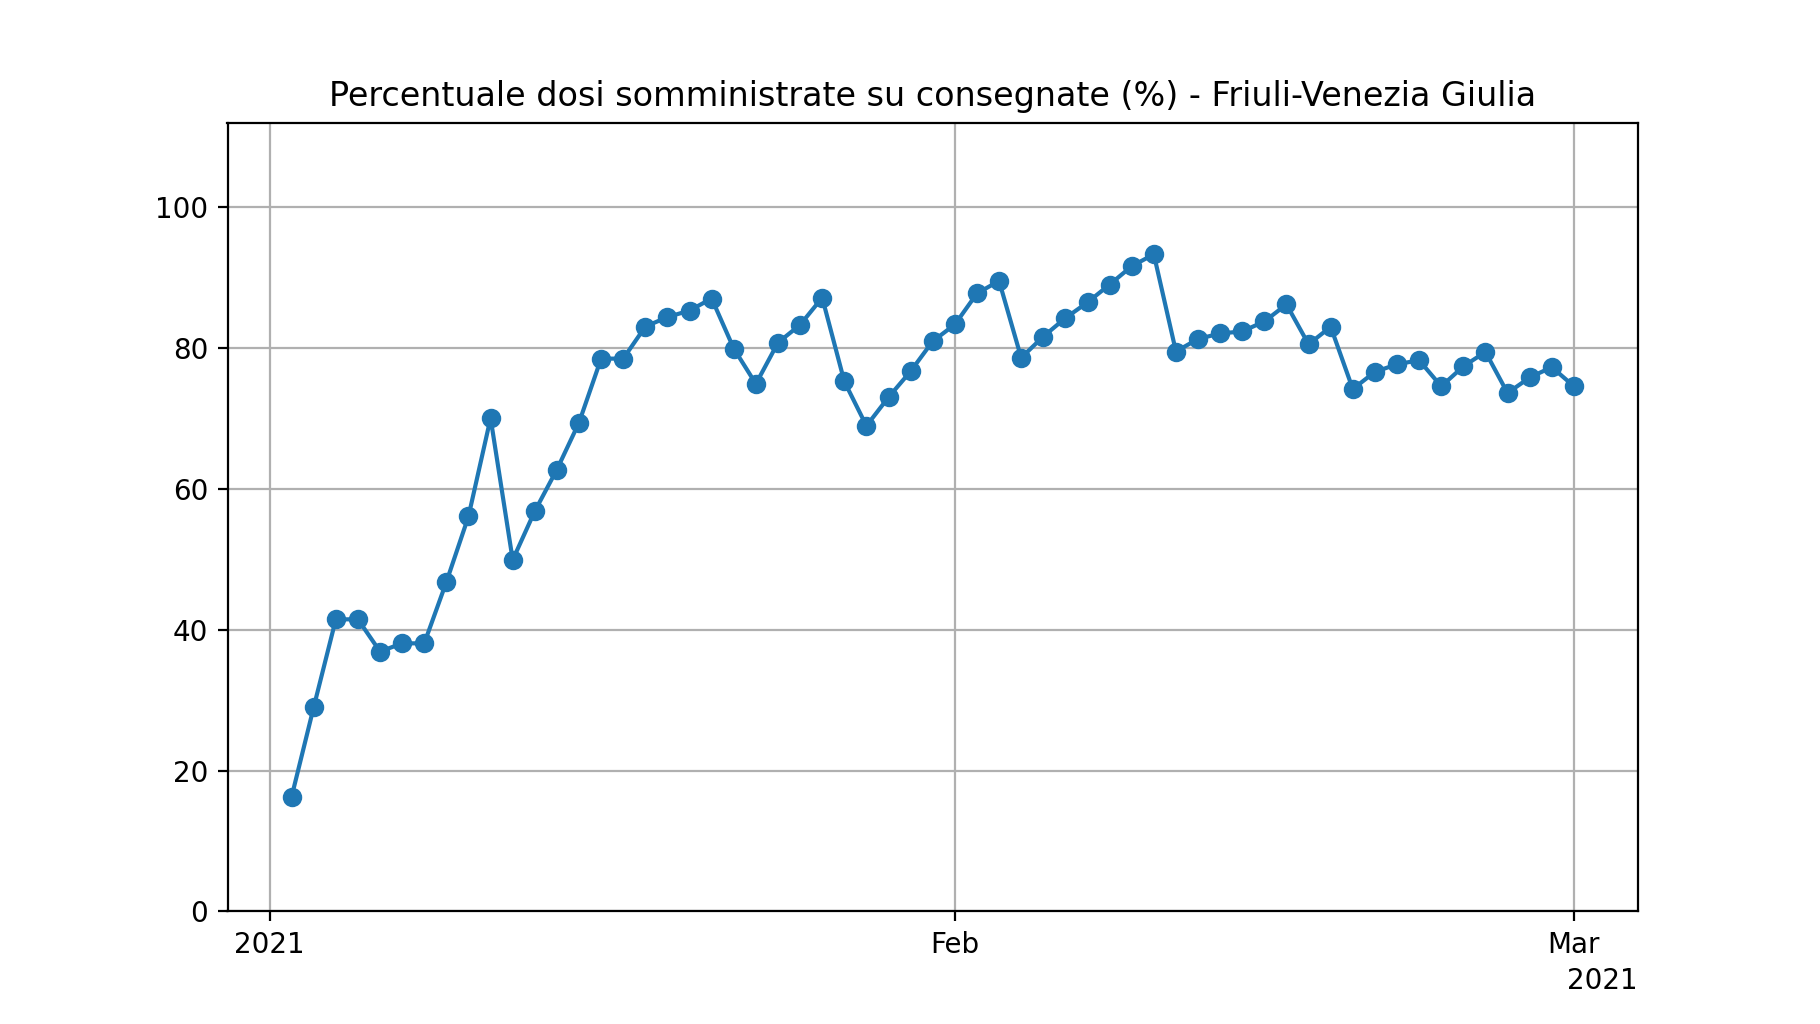 Percentuale dosi somministrate su consegnate (%) - Friuli-Venezia Giulia
100
80
60
40
20
0
2021
Feb
Mar
2021